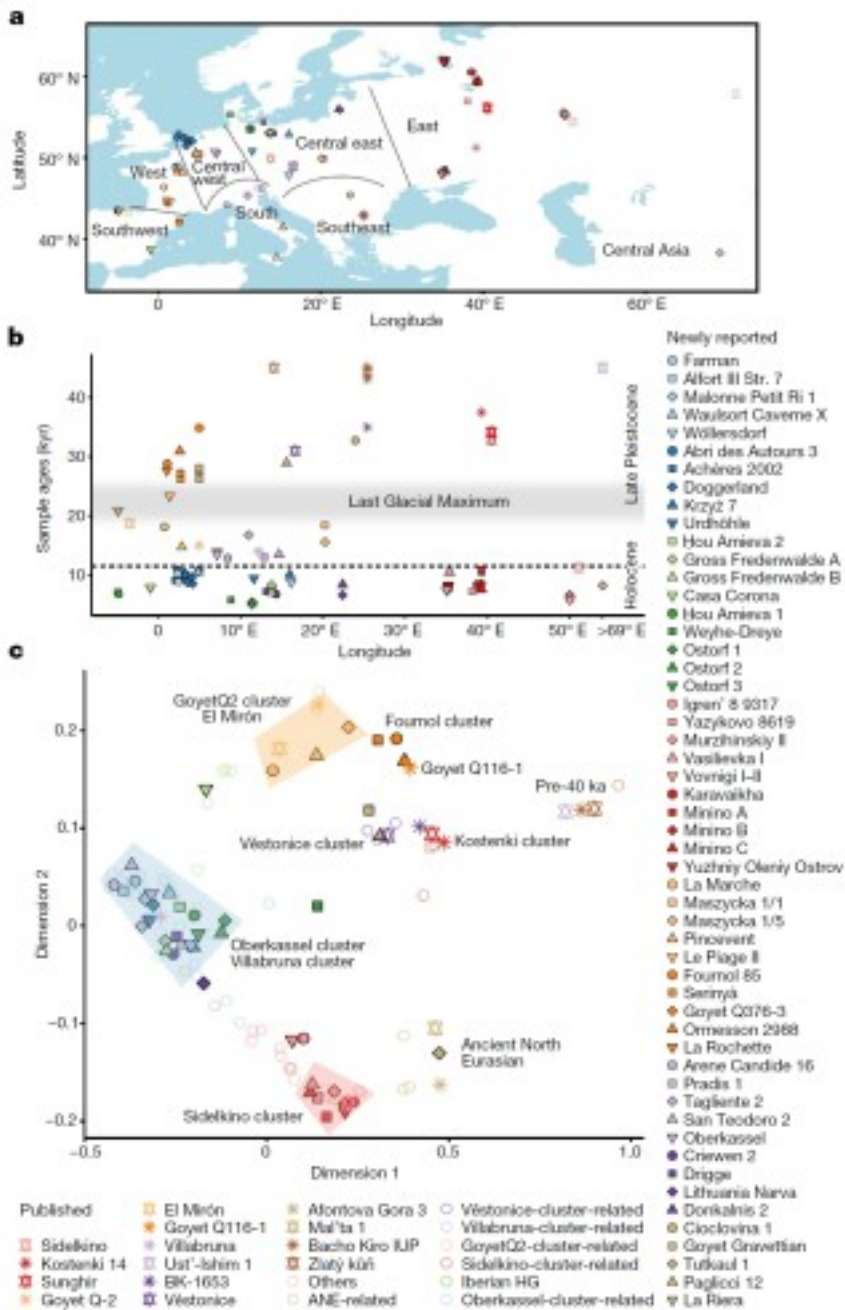 a
60° N
50° N
40° N
Latitude
West
Central west
Central east
East
Southwest
South
Southeast
Central Asia
0
20° E
40° E
60° E
Longitude
b
40
30
20
10
Sample ages (kyr)
Last Glacial Maximum
Late Pleistocene
Holocene
0
10° E
20° E
30° E
40° E
50° E
>69° E
Longitude
c
0.2
0.1
0
−0.1
−0.2
Dimension 2
GoyetQ2 cluster
El Mirón
Fournol cluster
Goyet Q116-1
Pre-40 ka
Věstonice cluster
Kostenki cluster
Oberkassel cluster
Villabruna cluster
Ancient North
Eurasian
Sidelkino cluster
−0.5
0
0.5
1.0
Dimension 1
Newly reported
Farman
Alfort III Str. 7
Malonne Petit Ri 1
Waulsort Caverne X
Wöllersdorf
Abri des Autours 3
Achères 2002
Doggerland
Krzyż 7
Urdhöhle
Hou Amieva 2
Gross Fredenwalde A
Gross Fredenwalde B
Casa Corona
Hou Amieva 1
Weyhe-Dreye
Ostorf 1
Ostorf 2
Ostorf 3
Igren' 8 9317
Yazykovo 8619
Murzihinskiy II
Vasilievka I
Vovnigi I–II
Karavaikha
Minino A
Minino B
Minino C
Yuzhniy Oleniy Ostrov
La Marche
Maszycka 1/1
Maszycka 1/5
Pincevent
Le Piage II
Fournol 85
Serinyà
Goyet Q376-3
Ormesson 2988
La Rochette
Arene Candide 16
Pradis 1
Tagliente 2
San Teodoro 2
Oberkassel
Criewen 2
Drigge
Lithuania Narva
Donkalnis 2
Cioclovina 1
Goyet Gravettian
Tutkaul 1
Paglicci 12
La Riera
Published
Sidelkino
Kostenki 14
Sunghir
Goyet Q-2
El Mirón
Goyet Q116-1
Villabruna
Ust'-Ishim 1
BK-1653
Věstonice
Afontova Gora 3
Mal'ta 1
Bacho Kiro IUP
Zlatý kůň
Others
ANE-related
Věstonice-cluster-related
Villabruna-cluster-related
GoyetQ2-cluster-related
Sidelkino-cluster-related
Iberian HG
Oberkassel-cluster-related